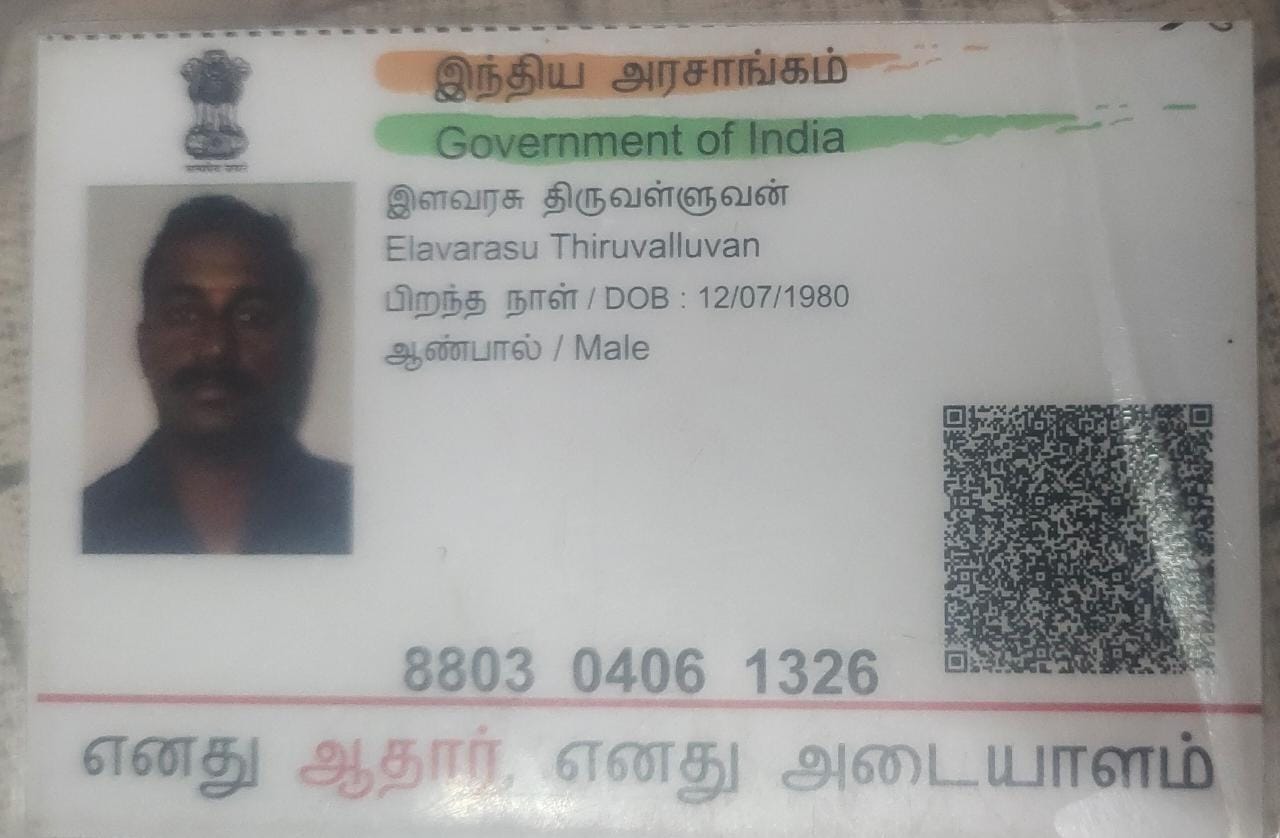 இந்திய அரசாங்கம்
Government of India
இளவரசு திருவள்ளுவன்
Elavarasu Thiruvalluvan
பிறந்த நாள் / DOB : 12/07/1980
ஆண்பால் / Male
8803 0406 1326
எனது ஆதார், எனது அடையாளம்